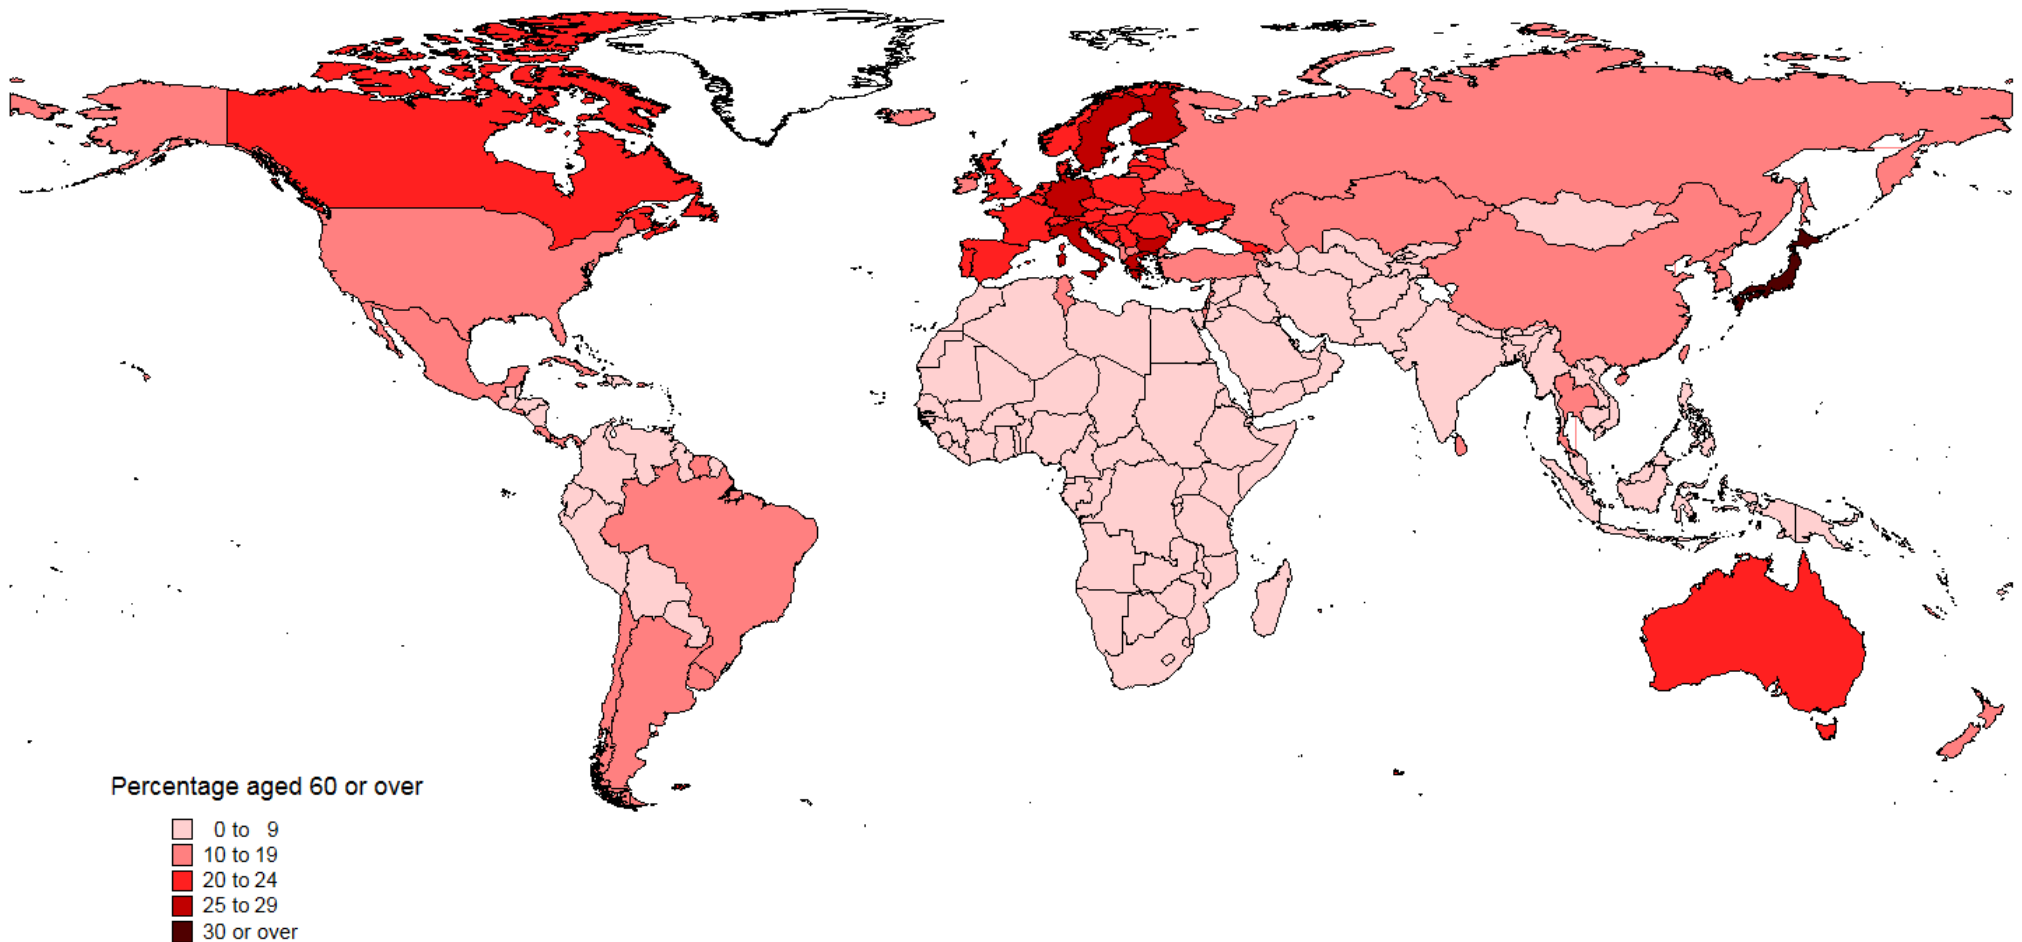 Percentage aged 60 or over
0 to 9
10 to 19
20 to 24
25 to 29
30 or over